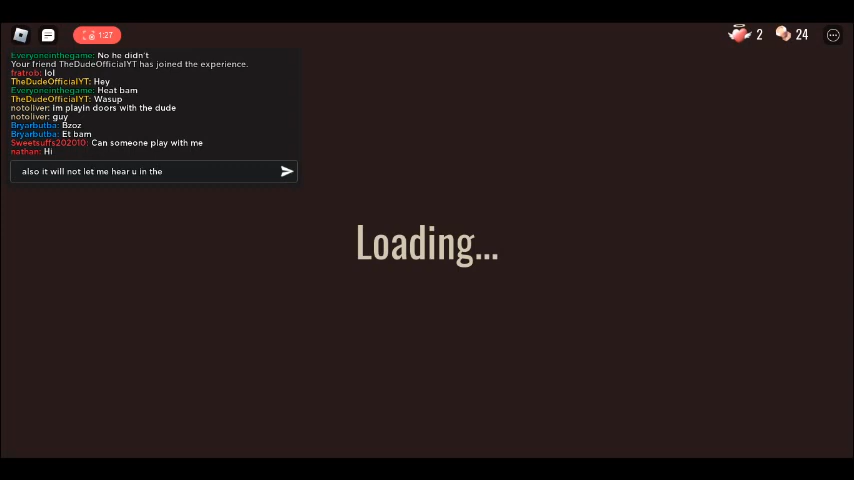 1:27
2
24
Everyoneinthegame: No he didn't
Your friend TheDudeOfficialYT has joined the experience.
fratrob: lol
TheDudeOfficialYT: Hey
Everyoneinthegame: Heat bam
TheDudeOfficialYT: Wasup
notoliver: im playin doors with the dude
notoliver: guy
Bryarbutba: Bzoz
Bryarbutba: Et bam
Sweetsuffs202010: Can someone play with me
nathan: Hi
also it will not let me hear u in the
Loading...